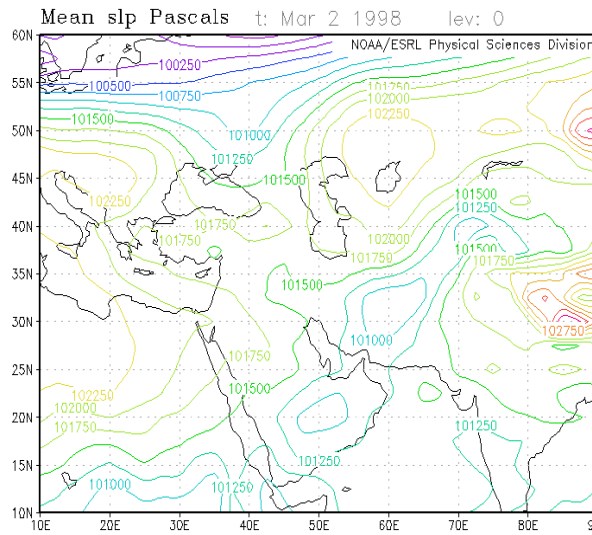 Mean slp Pascals t: Mar 2 1998 lev: 0
60N
NOAA/ESRL Physical Sciences Division
100250
101250
101750
102000
100500
55N
100750
102250
101500
101000
50N
101250
45N
101500
102250
101500
101250
40N
101750
101750
102000
101500
101750
35N
101500
101000
102750
30N
101750
25N
102250
101500
102000
20N
101750
101250
101250
15N
101000
10N
10E 20E 30E 40E 50E 60E 70E 80E